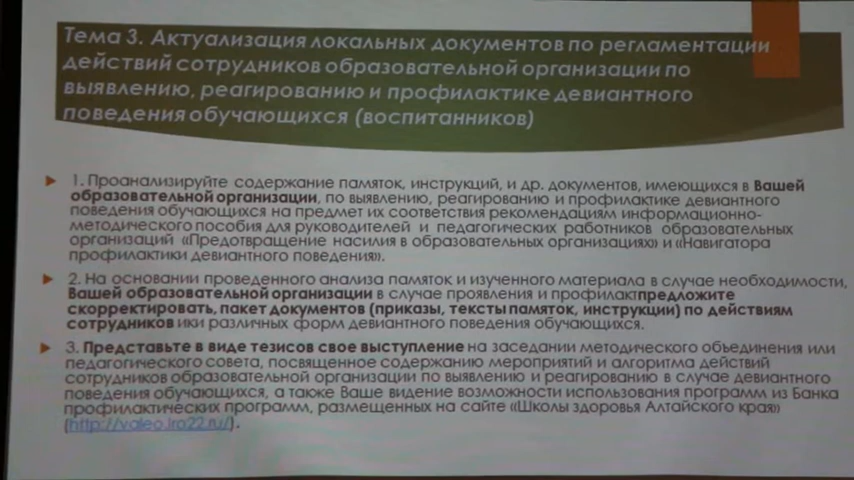 Тема 3. Актуализация локальных документов по регламентации
действий сотрудников образовательной организации по
выявлению, реагированию и профилактике девиантного
поведения обучающихся (воспитанников)
1. Проанализируйте содержание памяток, инструкций, и др. документов, имеющихся в Вашей
образовательной организации, по выявлению, реагированию и профилактике девиантного
поведения обучающихся на предмет их соответствия рекомендациям информационно-
методического пособия для руководителей и педагогических работников образовательных
организаций «Предотвращение насилия в образовательных организациях» и «Навигатора
профилактики девиантного поведения».
2. На основании проведенного анализа памяток и изученного материала в случае необходимости,
Вашей образовательной организации в случае проявления и профилактпредложите
скорректировать, пакет документов (приказы, тексты памяток, инструкции) по действиям
сотрудников ики различных форм девиантного поведения обучающихся.
3. Представьте в виде тезисов свое выступление на заседании методического объединения или
педагогического совета, посвященное содержанию мероприятий и алгоритма действий
сотрудников образовательной организации по выявлению и реагированию в случае девиантного
поведения обучающихся, а также Ваше видение возможности использования программ из Банка
профилактических программ, размещенных на сайте «Школы здоровья Алтайского края»
(http://valeo.iro22.ru/).